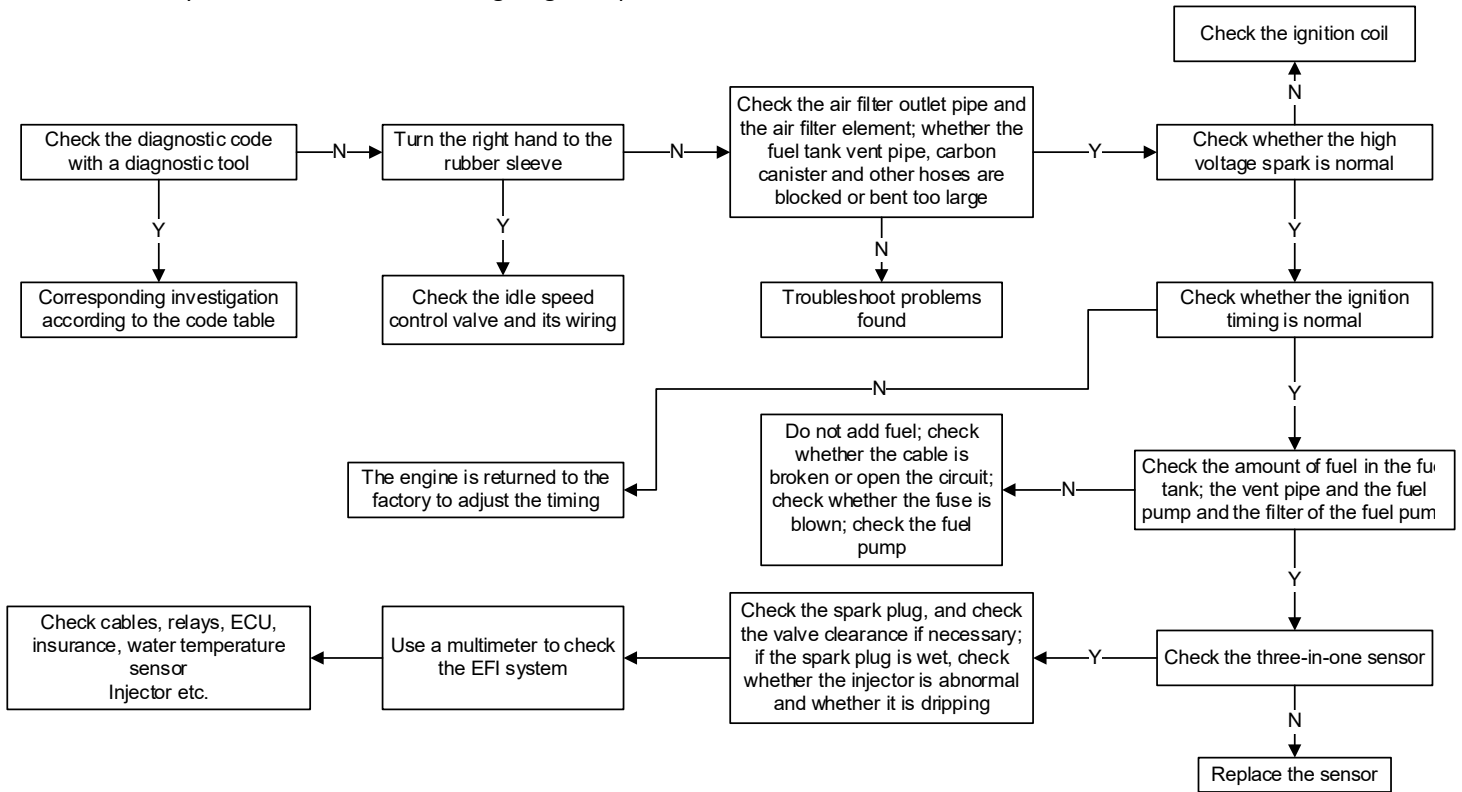 Check the ignition coil
N
Check the diagnostic code
with a diagnostic tool
N
Turn the right hand to the
rubber sleeve
N
Check the air filter outlet pipe and
the air filter element; whether the
fuel tank vent pipe, carbon
canister and other hoses are
blocked or bent too large
Y
Check whether the high
voltage spark is normal
Y
Y
N
Y
Corresponding investigation
according to the code table
Check the idle speed
control valve and its wiring
Troubleshoot problems
found
Check whether the ignition
timing is normal
N
Y
The engine is returned to the
factory to adjust the timing
Do not add fuel; check
whether the cable is
broken or open the circuit;
check whether the fuse is
blown; check the fuel
pump
N
Check the amount of fuel in the
tank; the vent pipe and the fuel
pump and the filter of the fuel
Y
Check cables, relays, ECU,
insurance, water temperature
sensor
Injector etc.
Use a multimeter to check
the EFI system
Check the spark plug, and check
the valve clearance if necessary;
if the spark plug is wet, check
whether the injector is abnormal
and whether it is dripping
Y
Check the three-in-one sensor
N
Replace the sensor